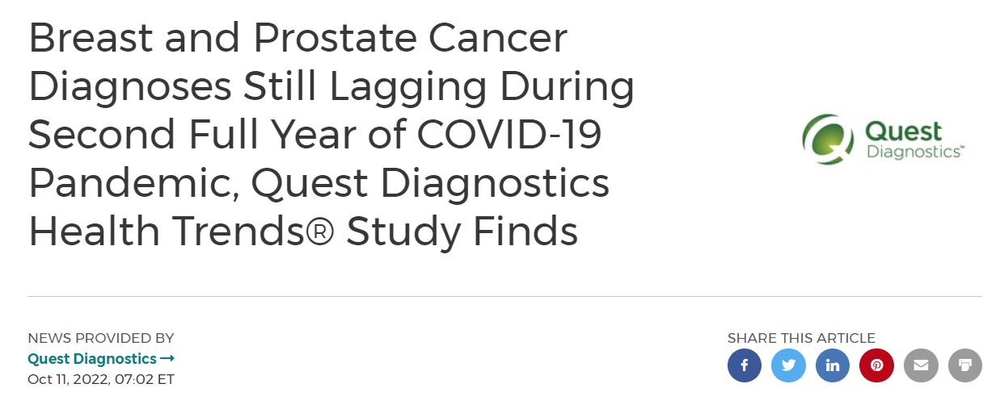 Breast and Prostate Cancer
Diagnoses Still Lagging During
Second Full Year of COVID-19
Pandemic, Quest Diagnostics
Health Trends® Study Finds
Quest
Diagnostics™
NEWS PROVIDED BY
Quest Diagnostics →
Oct 11, 2022, 07:02 ET
SHARE THIS ARTICLE